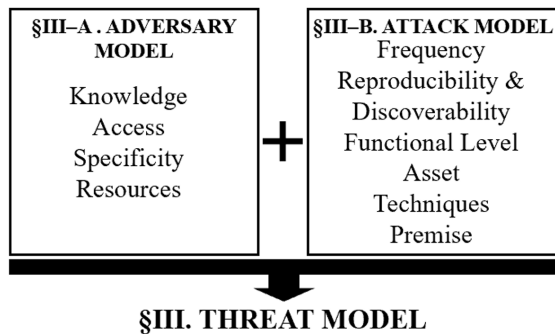 §III–A . ADVERSARY
MODEL
Knowledge
Access
Specificity
Resources
+
§III–B. ATTACK MODEL
Frequency
Reproducibility &
Discoverability
Functional Level
Asset
Techniques
Premise
§III. THREAT MODEL